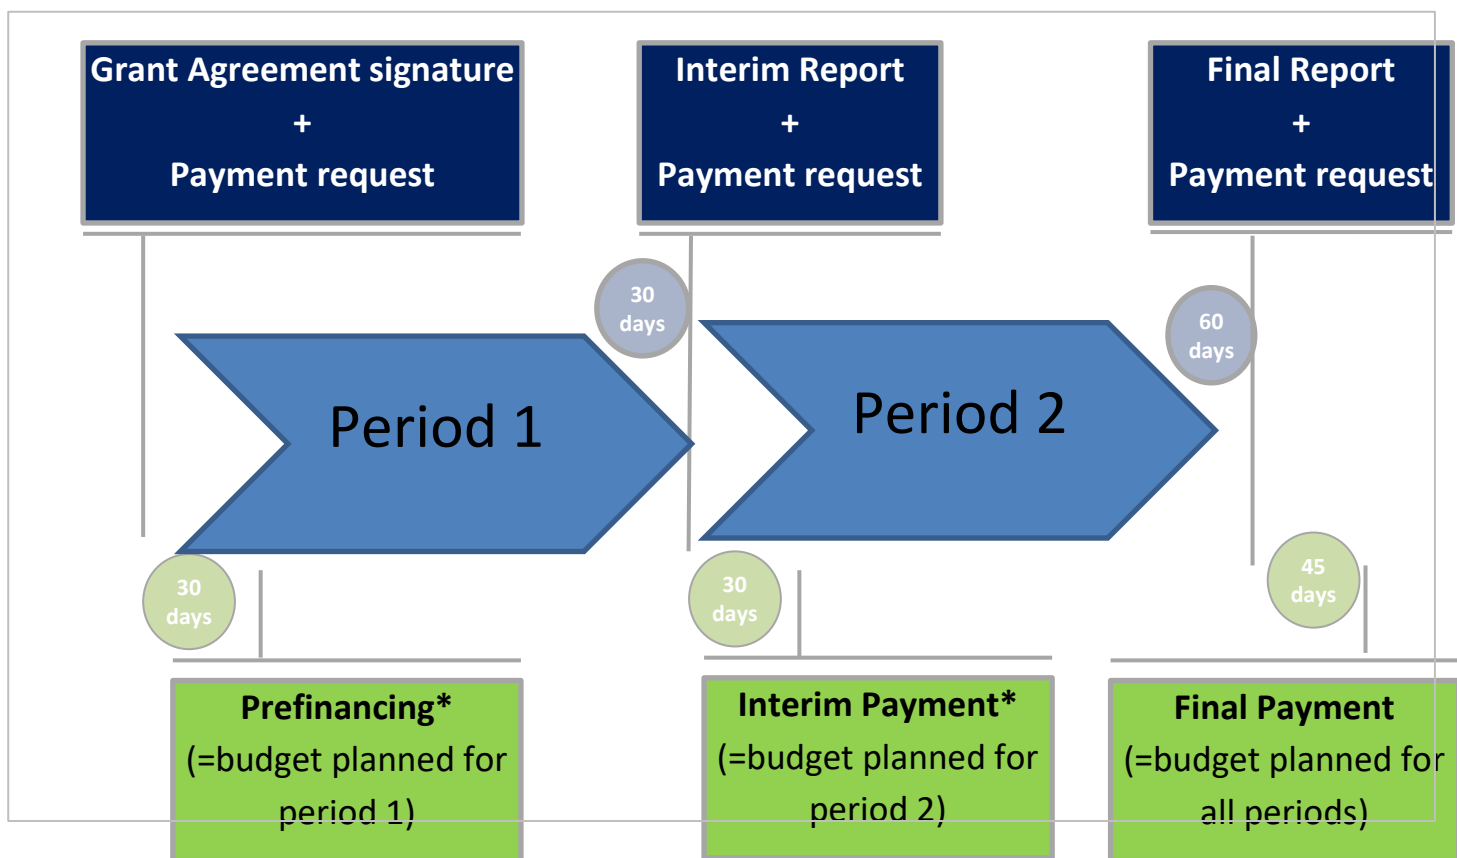 Grant Agreement signature
+
Payment request
Interim Report
+
Payment request
Final Report
+
Payment request
30
days
60
days
Period 1
Period 2
30
days
30
days
45
days
Prefinancing*
(=budget planned for
period 1)
Interim Payment*
(=budget planned for
period 2)
Final Payment
(=budget planned for
all periods)